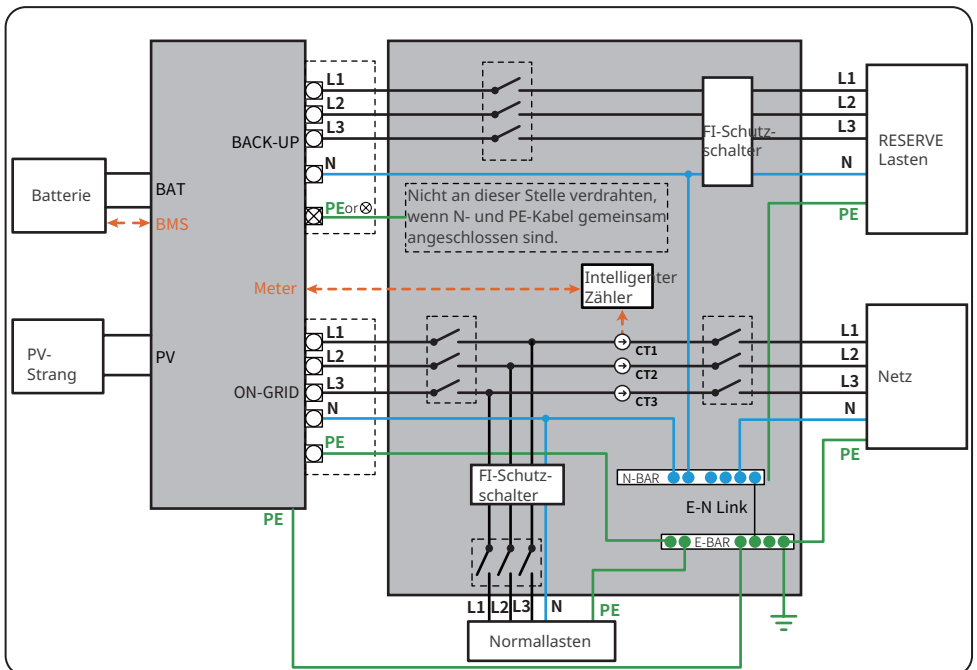 L1
L2
L3
BACK-UP
N
PE or
BAT
BMS
Batterie
Nicht an dieser Stelle verdrahten,
wenn N- und PE-Kabel gemeinsam
angeschlossen sind.
FI-Schutz-
schalter
L1
L2
L3
N
PE
RESERVE
Lasten
Meter
Intelligenter
Zähler
PV-
Strang
PV
ON-GRID
L1
L2
L3
N
PE
CT1
CT2
CT3
L1
L2
L3
N
PE
Netz
FI-Schutz-
schalter
N-BAR
E-N Link
E-BAR
PE
L1 L2 L3 N PE
Normallasten